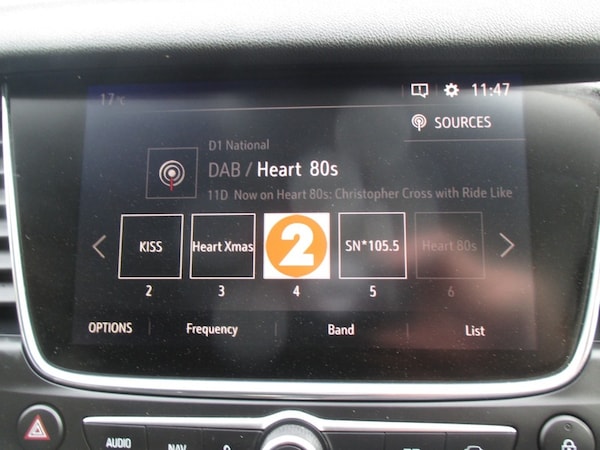 17°C 11:47
SOURCES
D1 National
DAB / Heart 80s
11D Now on Heart 80s: Christopher Cross with Ride Like
KISS Heart Xmas 2 SN*105.5 Heart 80s
2 3 4 5 6
OPTIONS Frequency Band List
AUDIO NAV